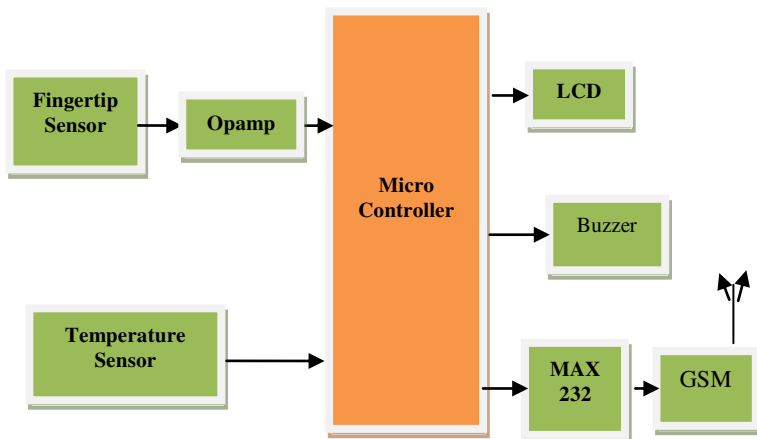 Fingertip
Sensor
Opamp
Micro
Controller
LCD
Buzzer
Temperature
Sensor
MAX
232
GSM